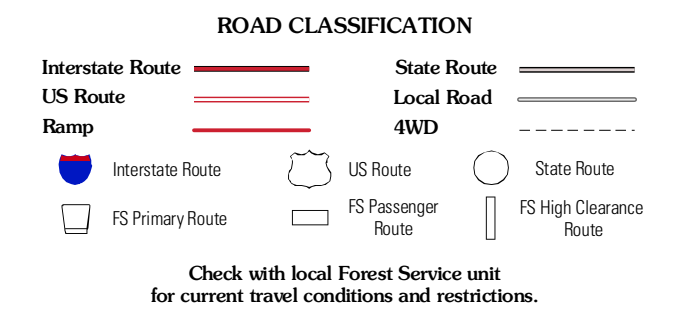 ROAD CLASSIFICATION
Interstate Route
State Route
US Route
Local Road
Ramp
4WD
Interstate Route
US Route
State Route
FS Primary Route
FS Passenger
Route
FS High Clearance
Route
Check with local Forest Service unit
for current travel conditions and restrictions.